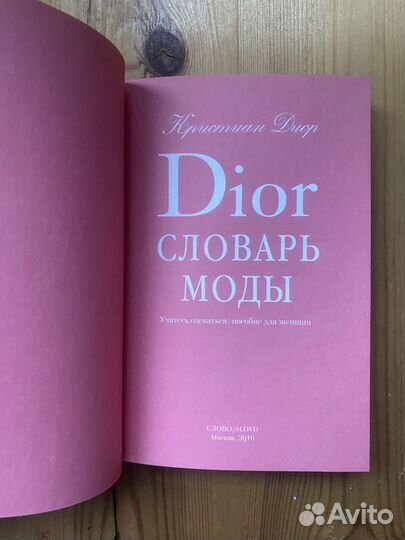 Кристиан Диор
Dior
СЛОВАРЬ
МОДЫ
Учитесь одеваться: пособие для женщин
СЛОВО/SLOVO
Москва, 2010
Avito